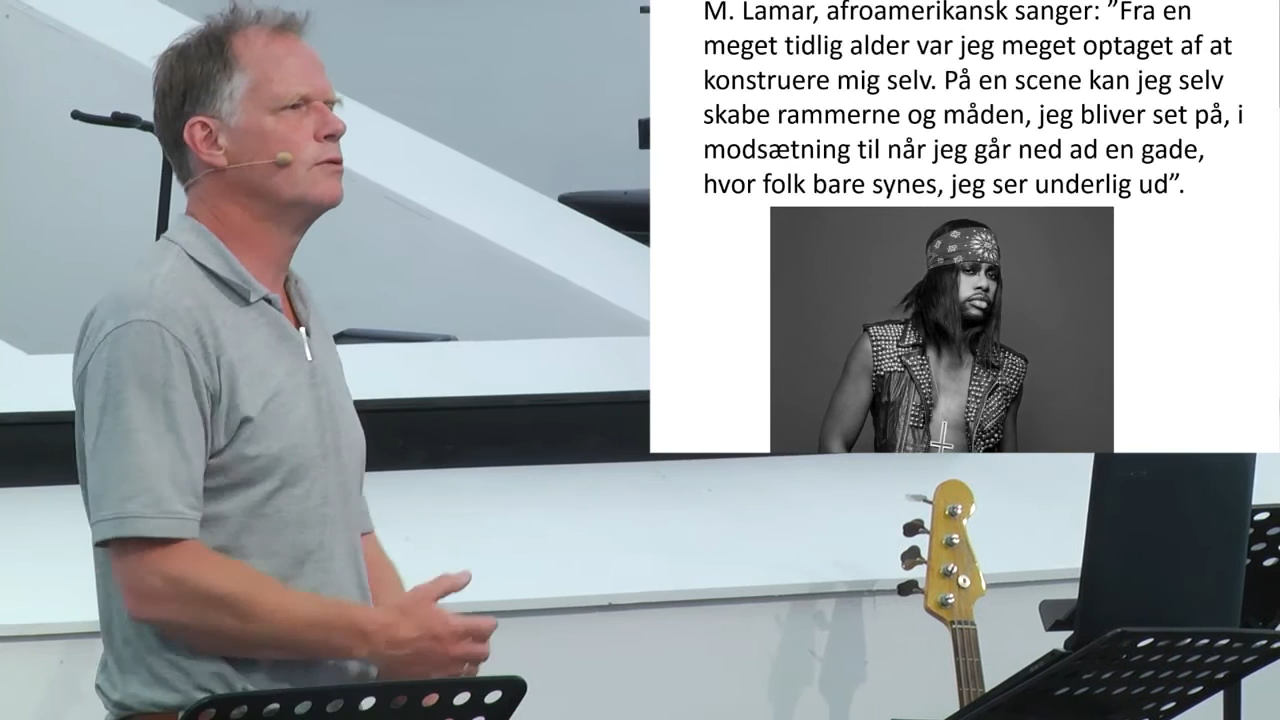 M. Lamar, afroamerikansk sanger: ”Fra en
meget tidlig alder var jeg meget optaget af at
konstruere mig selv. På en scene kan jeg selv
skabe rammerne og måden, jeg bliver set på, i
modsætning til når jeg går ned ad en gade,
hvor folk bare synes, jeg ser underlig ud”.